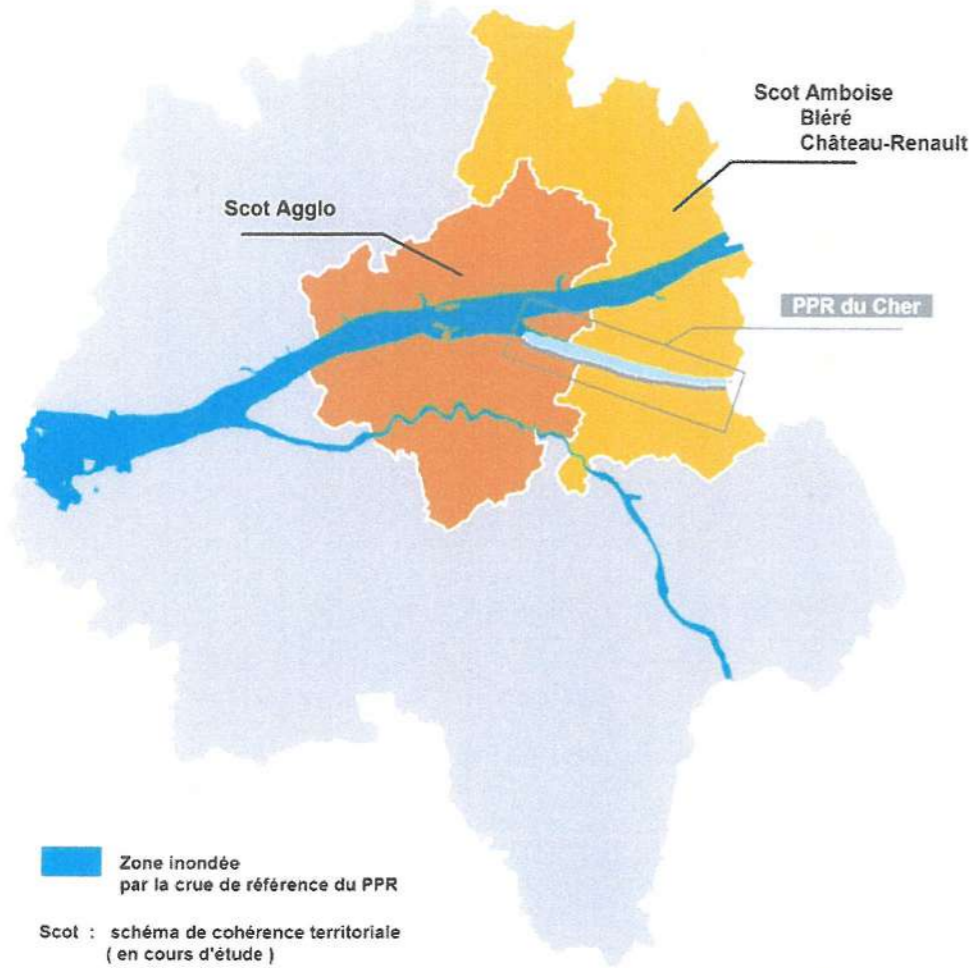 Scot Amboise
Bléré
Château-Renault
Scot Agglo
PPR du Cher
Zone inondée
par la crue de référence du PPR
Scot : schéma de cohérence territoriale
( en cours d'étude )